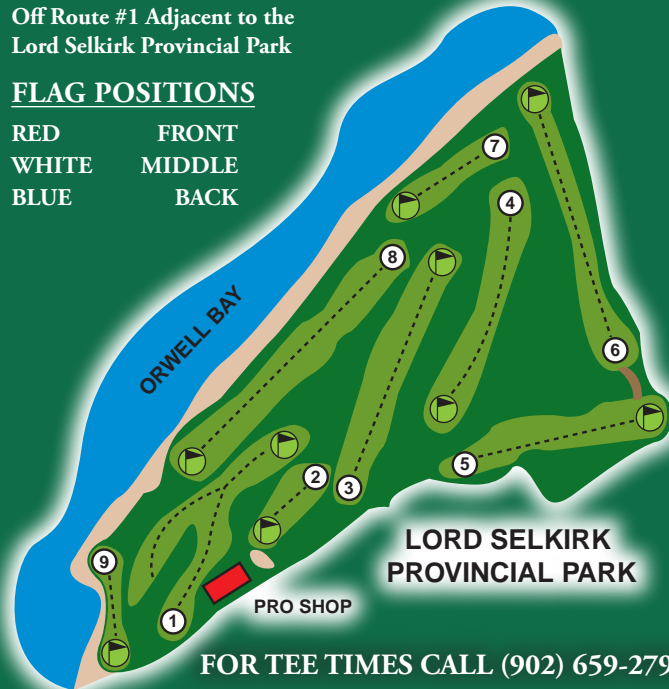 Off Route #1 Adjacent to the
Lord Selkirk Provincial Park
FLAG POSITIONS
RED FRONT
WHITE MIDDLE
BLUE BACK
7
4
8
ORWELL BAY
6
5
2
3
9
1
LORD SELKIRK
PROVINCIAL PARK
PRO SHOP
FOR TEE TIMES CALL (902) 659-279